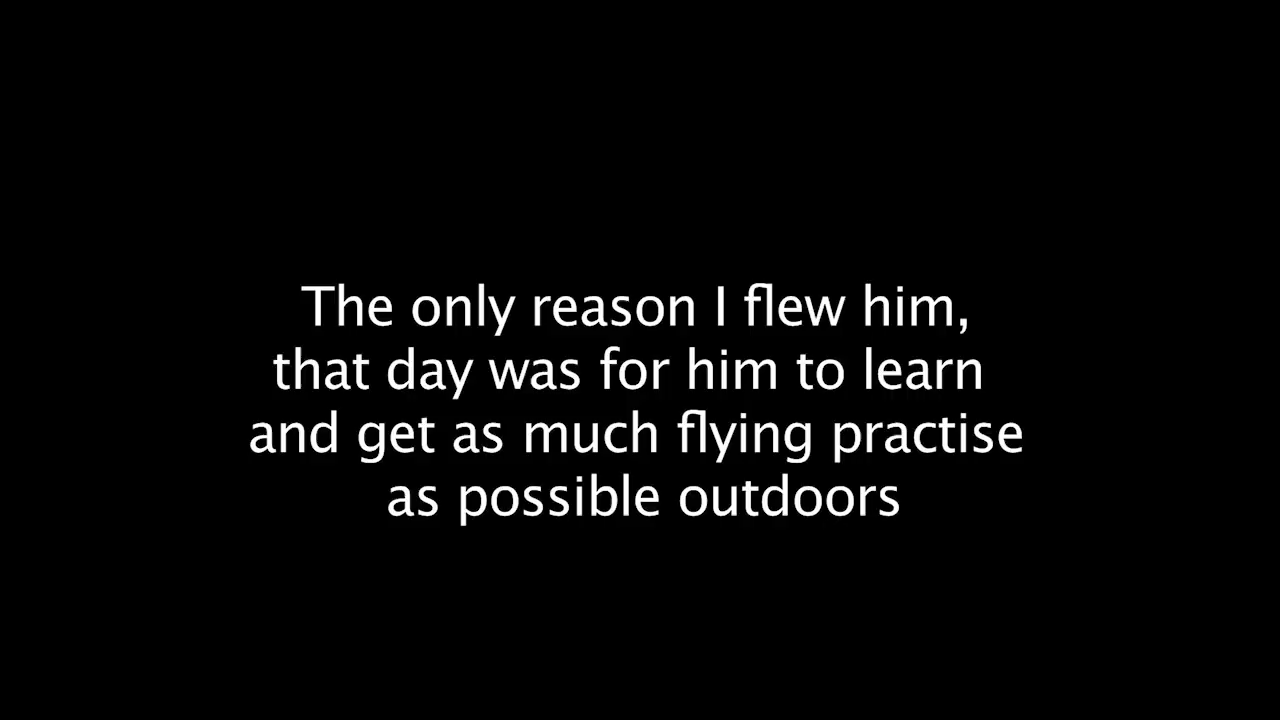 The only reason I flew him,
that day was for him to learn
and get as much flying practise
as possible outdoors